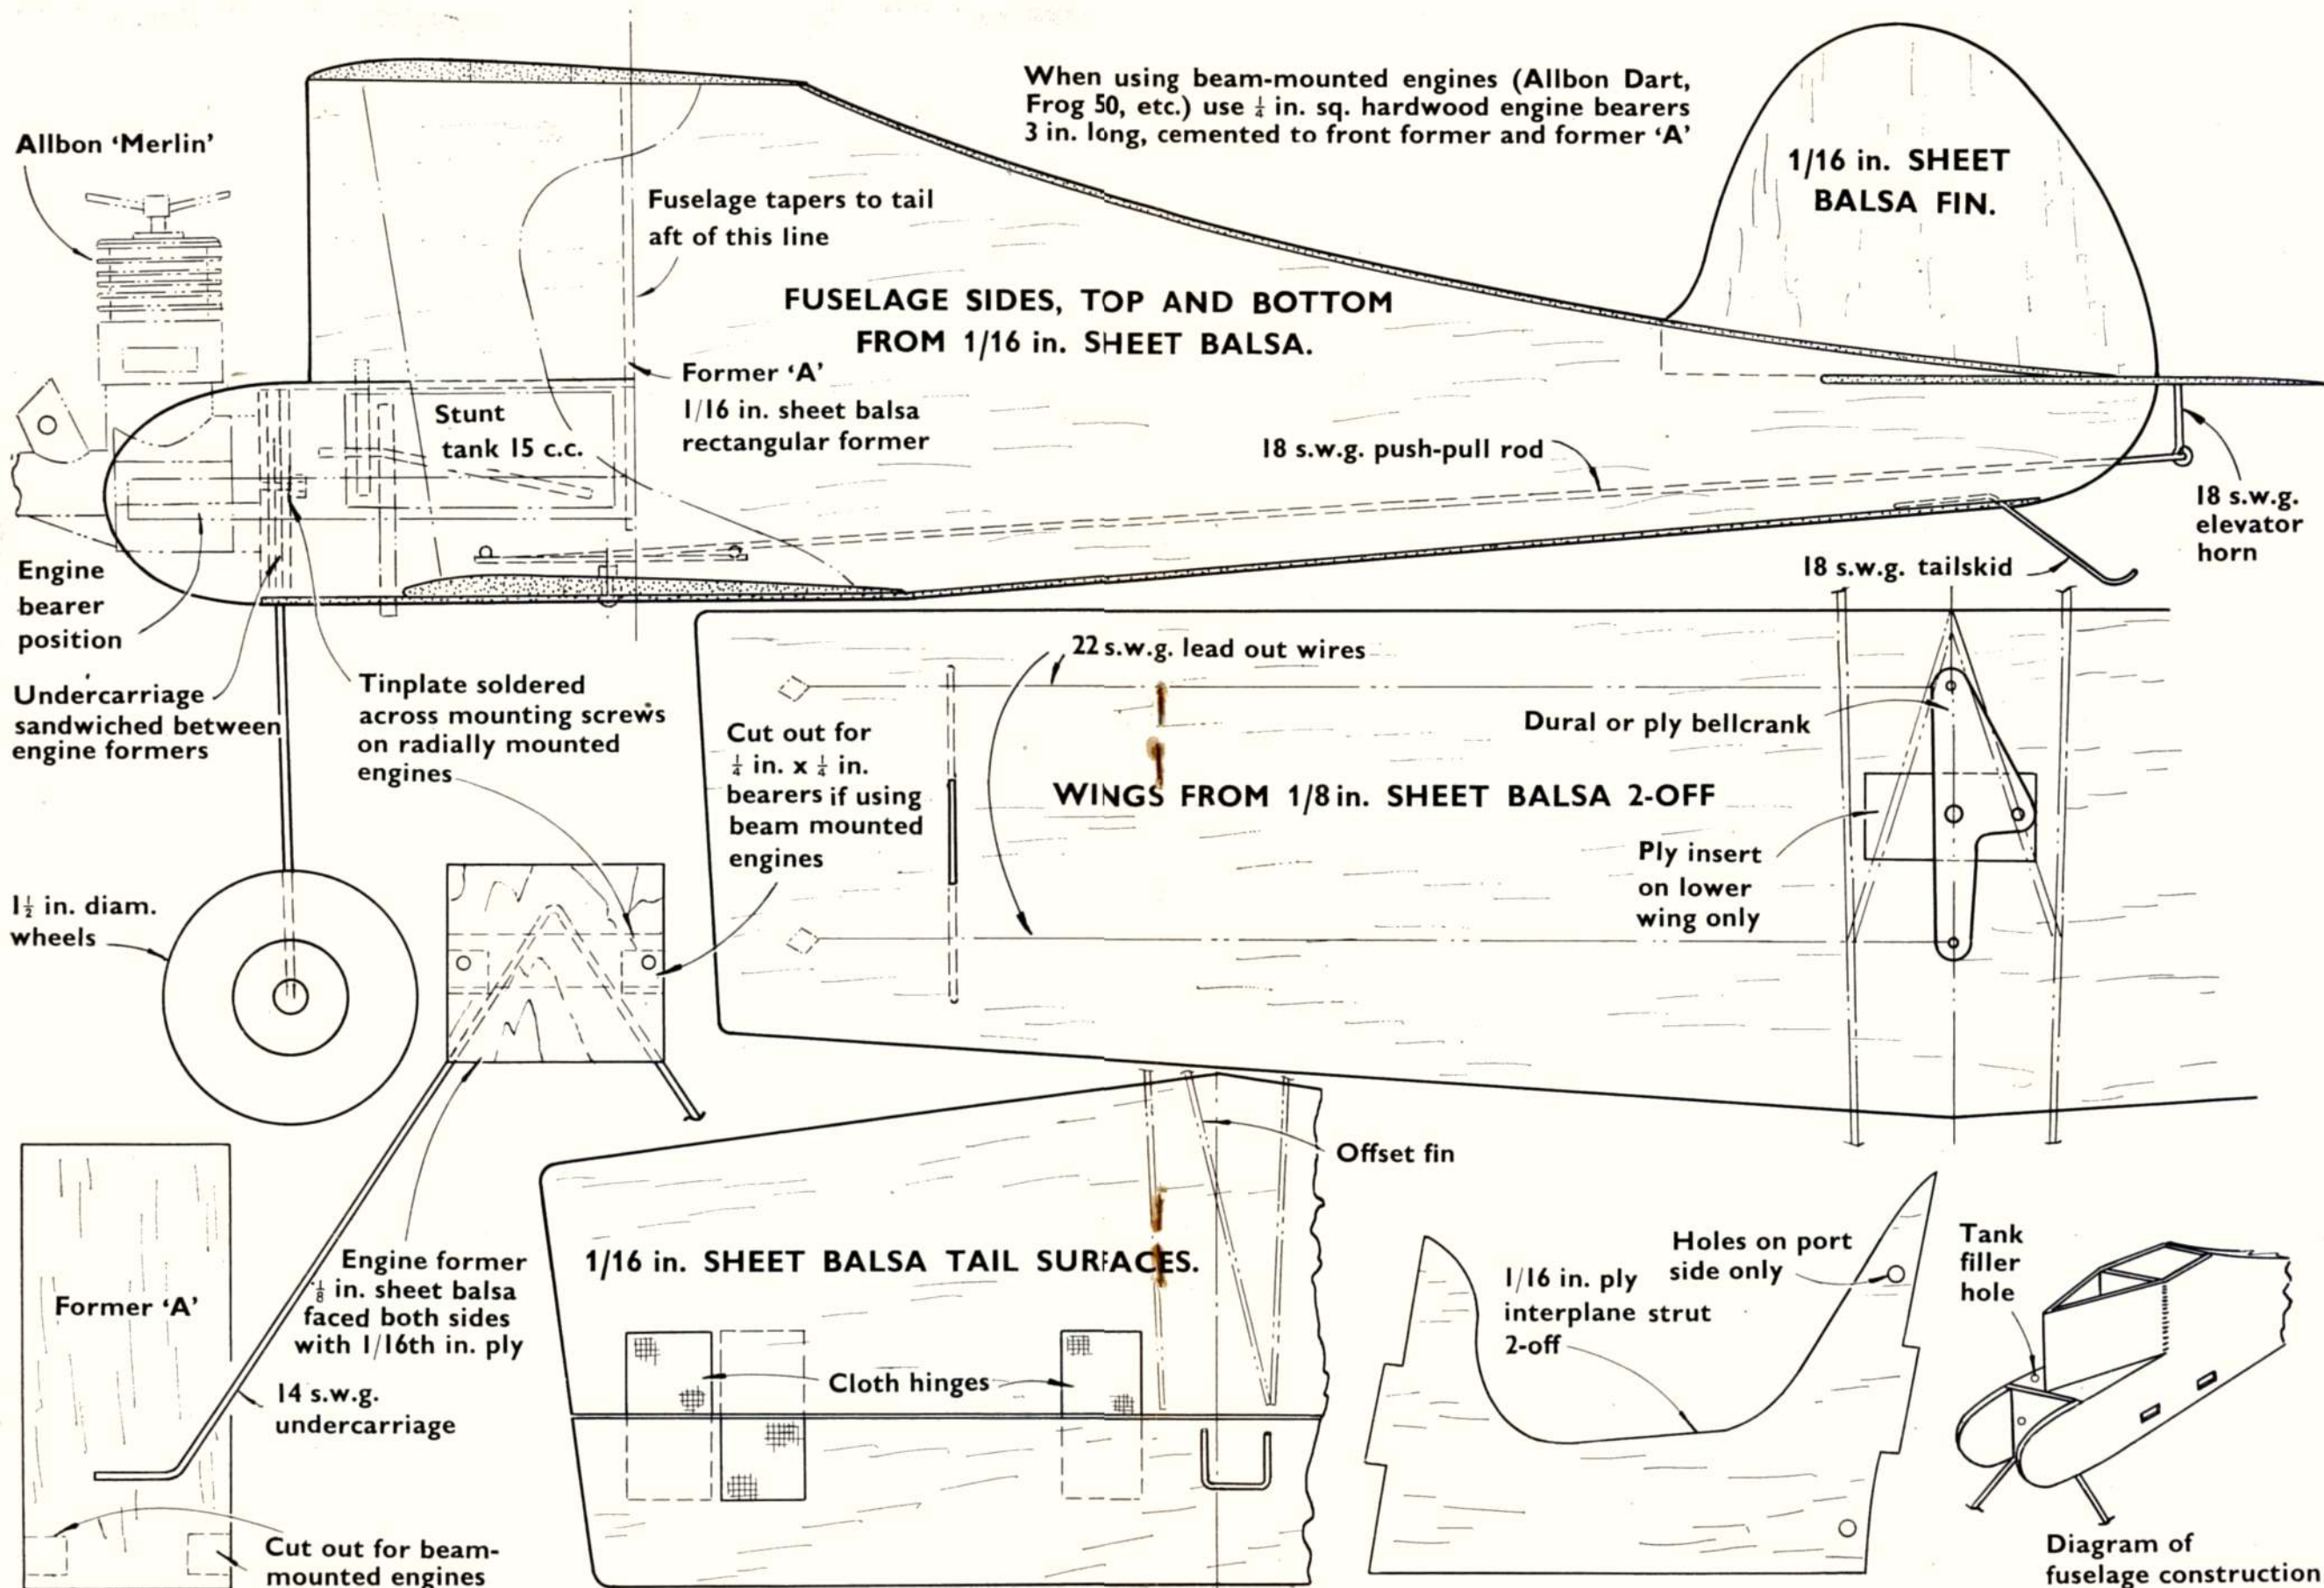 When using beam-mounted engines (Allbon Dart,
Frog 50, etc.) use ¼ in. sq. hardwood engine bearers
3 in. long, cemented to front former and former ‘A’
Allbon ‘Merlin’
1/16 in. SHEET
BALSA FIN.
Fuselage tapers to tail
aft of this line
FUSELAGE SIDES, TOP AND BOTTOM
FROM 1/16 in. SHEET BALSA.
Former ‘A’
1/16 in. sheet balsa
rectangular former
Stunt
tank 15 c.c.
18 s.w.g. push-pull rod
18 s.w.g.
elevator
horn
18 s.w.g. tailskid
Engine
bearer
position
Undercarriage
sandwiched between
engine formers
Tinplate soldered
across mounting screws
on radially mounted
engines
Cut out for
¼ in. x ¼ in.
bearers if using
beam mounted
engines
22 s.w.g. lead out wires
Dural or ply bellcrank
WINGS FROM 1/8 in. SHEET BALSA 2-OFF
Ply insert
on lower
wing only
1½ in. diam.
wheels
Offset fin
Former ‘A’
Engine former
⅛ in. sheet balsa
faced both sides
with 1/16th in. ply
14 s.w.g.
undercarriage
Cut out for beam-
mounted engines
1/16 in. SHEET BALSA TAIL SURFACES.
Cloth hinges
Holes on port
side only
1/16 in. ply
interplane strut
2-off
Tank
filler
hole
Diagram of
fuselage construction